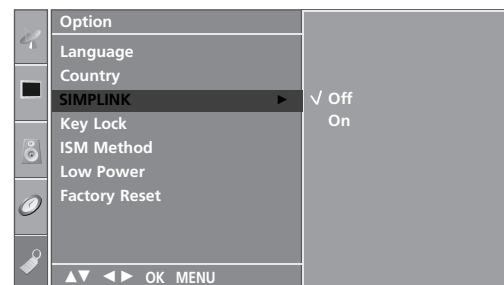 Option
Language
Country
SIMPLINK ►
Key Lock
ISM Method
Low Power
Factory Reset
√ Off
On
▲▼ ◄► OK MENU